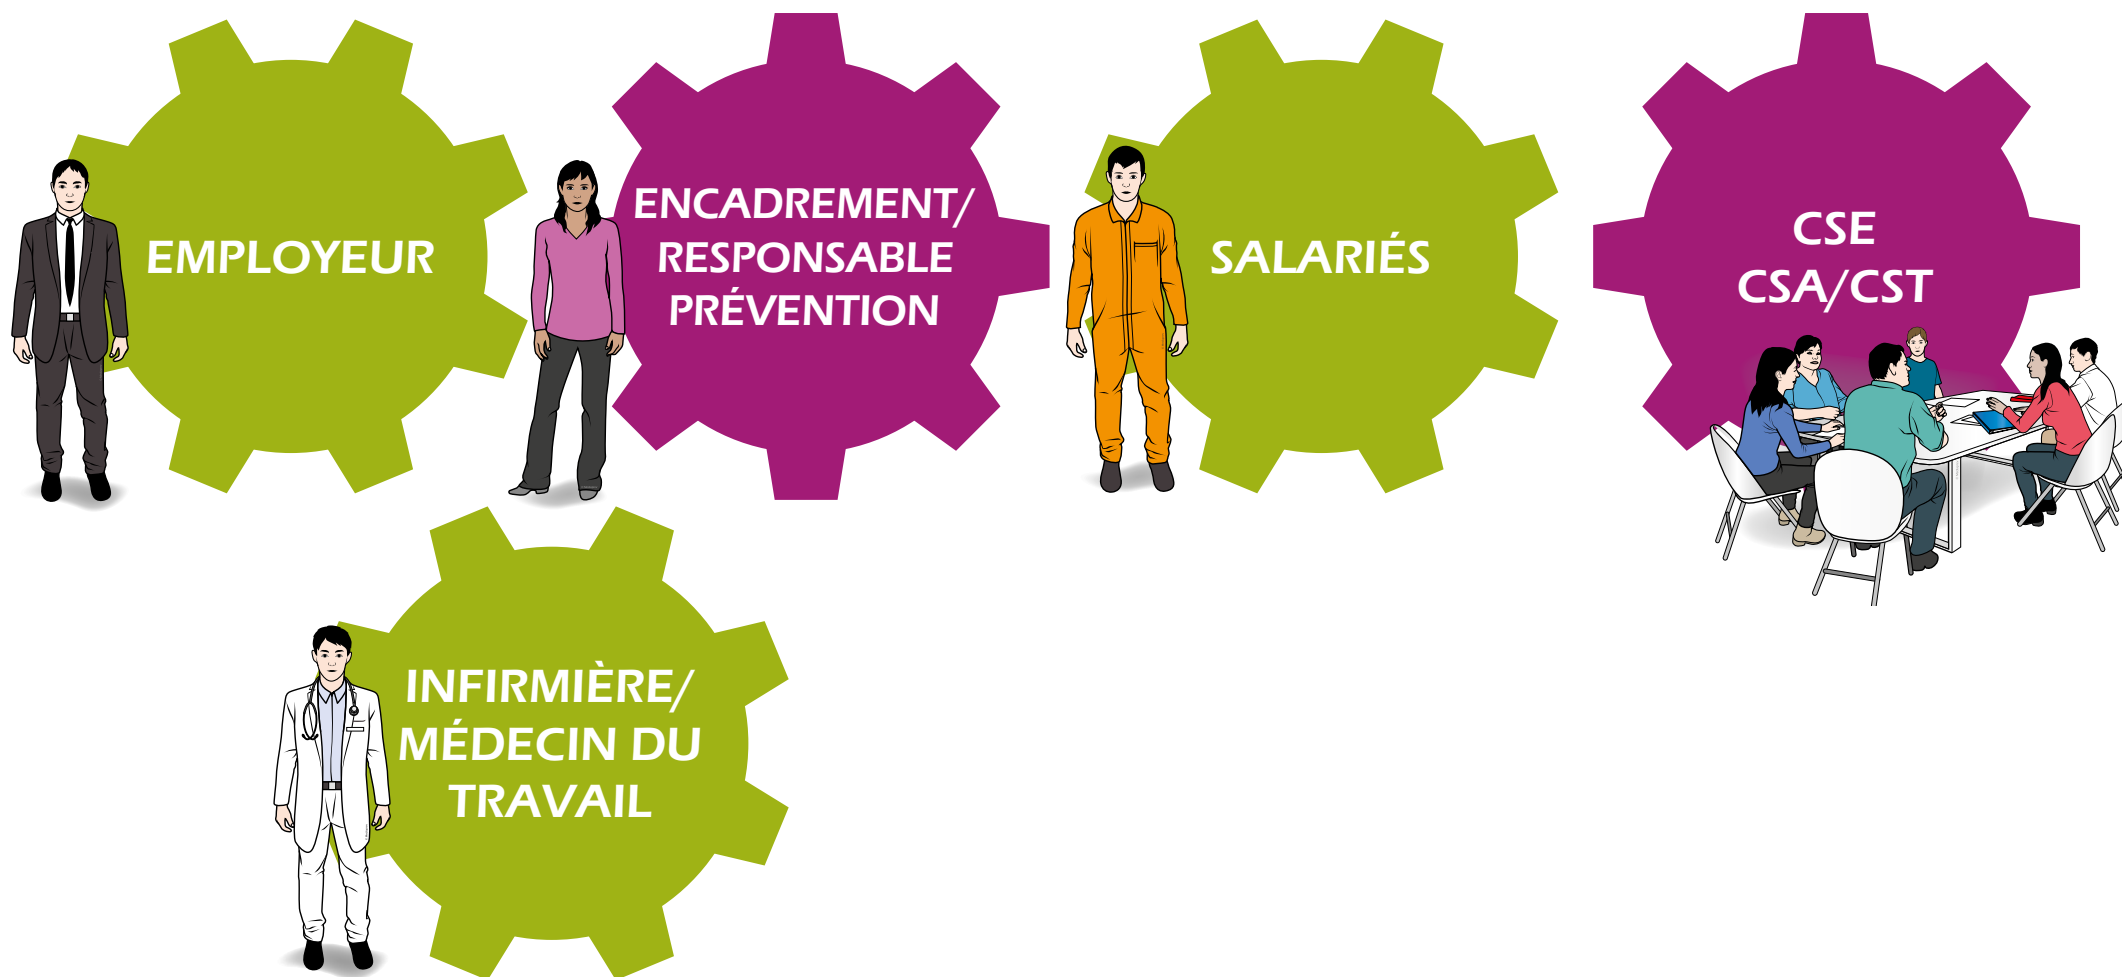 EMPLOYEUR
ENCADREMENT/
RESPONSABLE
PRÉVENTION
SALARIÉS
CSE
CSA/CST
INFIRMIÈRE/
MÉDECIN DU
TRAVAIL